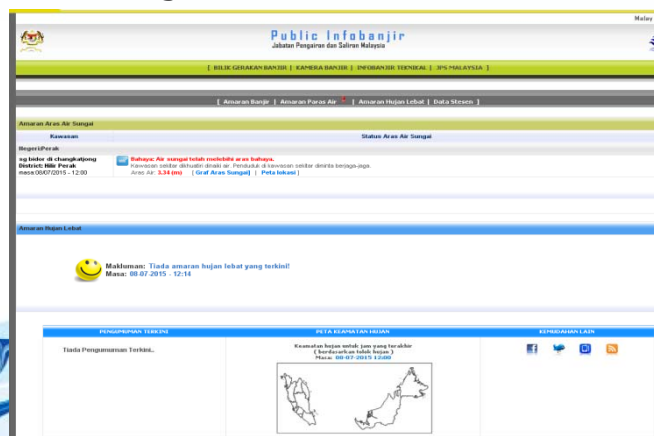 Malay
Public Infobanjir
Jabatan Pengairan dan Saliran Malaysia
[ BILIK GERAKAN BANJIR | KAMERA BANJIR | INFOBANJIR TEKNIKAL | JPS MALAYSIA ]
[ Amaran Banjir | Amaran Paras Air | Amaran Hujan Lebat | Data Stesen ]
Amaran Aras Air Sungai
Kawasan Status Aras Air Sungai
Negeri:Perak
sg bidor di changkatjong
District: Hilir Perak
masa:08/07/2015 - 12:00
Bahaya: Air sungai telah melebihi aras bahaya.
Kawasan sekitar dikhuatiri dinaiki air. Penduduk di kawasan sekitar diminta berjaga-jaga.
Aras Air: 3.34 (m) [ Graf Aras Sungai] | Peta lokasi ]
Amaran Hujan Lebat
Makluman: Tiada amaran hujan lebat yang terkini!
Masa: 08-07-2015 - 12:14
PENGUMUMAN TERKINI
Tiada Pengumuman Terkini..
PETA KEAMATAN HUJAN
Keamatan hujan untuk jam yang terakhir
( berdasarkan tolok hujan )
Masa: 08-07-2015 12:00
KEMUDAHAN LAIN